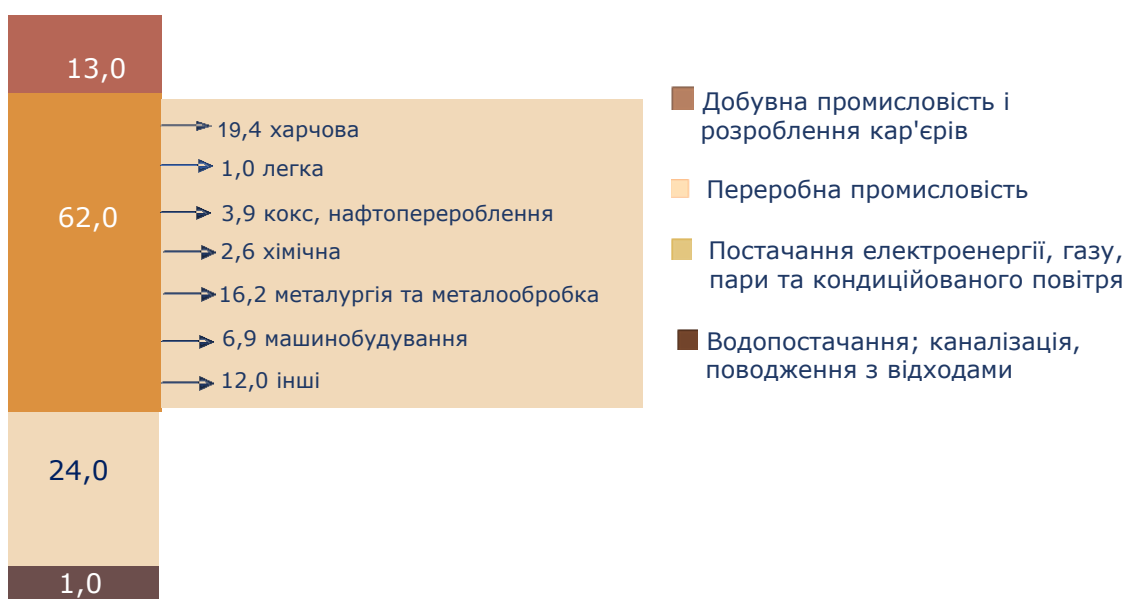 13,0
62,0
24,0
1,0
19,4 харчова
1,0 легка
3,9 кокс, нафтоперероблення
2,6 хімічна
16,2 металургія та металообробка
6,9 машинобудування
12,0 інші
Добувна промисловість і
розроблення кар'єрів
Переробна промисловість
Постачання електроенергії, газу,
пари та кондиційованого повітря
Водопостачання; каналізація,
поводження з відходами